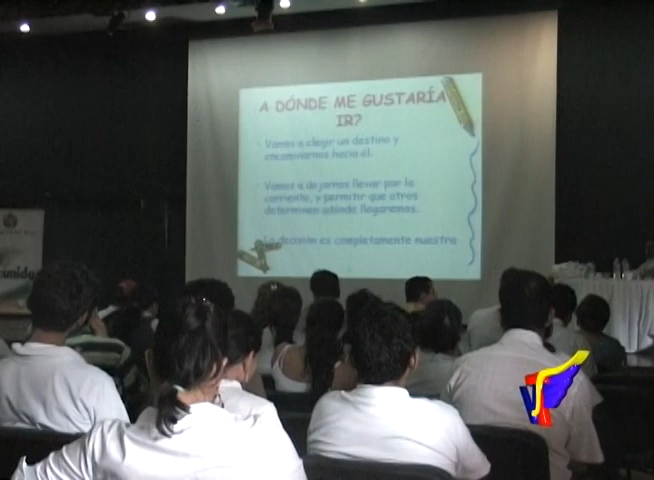 A DÓNDE ME GUSTARÍA
IR?
Vamos a elegir un destino y
encaminarnos hacia él.
Vamos a dejarnos llevar por la
corriente, y permitir que otros
determinen adónde llegaremos.
La decisión es completamente nuestra